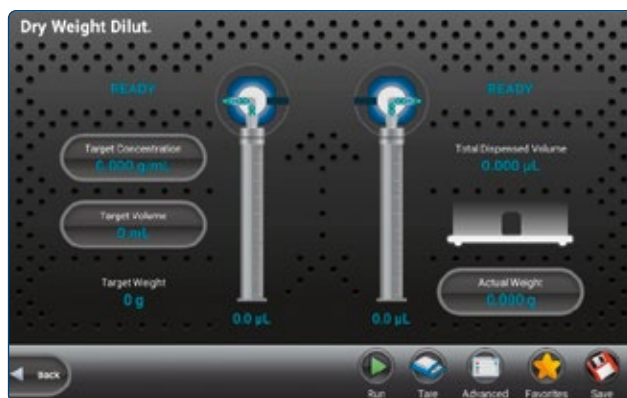 Dry Weight Dilut.
READY
READY
Target Concentration
0.000 g/mL
Total Dispensed Volume
0.000 µL
Target Volume
0 mL
Target Weight
0 g
Actual Weight
0.000 g
0.0 µL
0.0 µL
Back
Run
Tare
Advanced
Favorites
Save